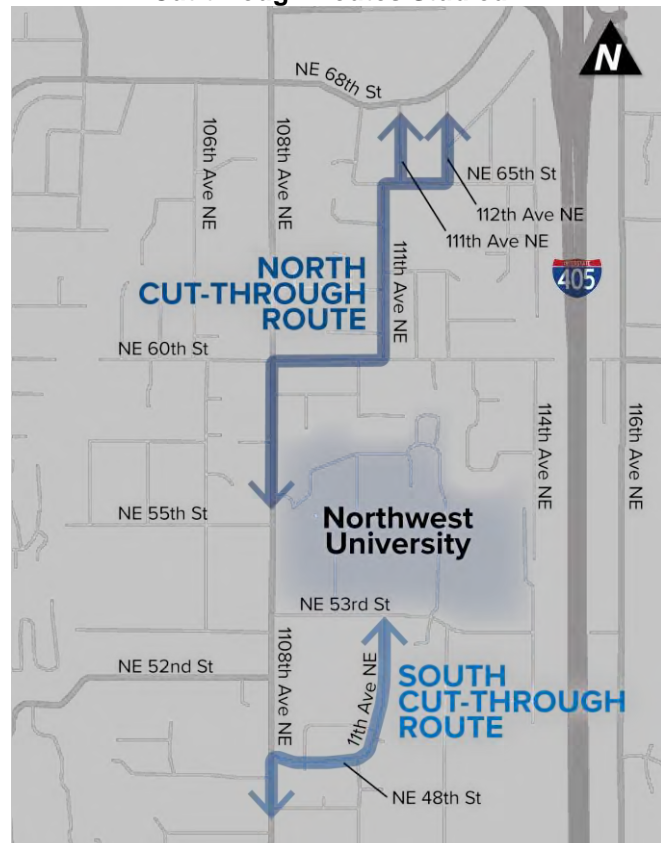 N
NE 68th St
106th Ave NE
108th Ave NE
NE 65th St
112th Ave NE
111th Ave NE
111th Ave NE
NORTH
CUT-THROUGH
ROUTE
INTERSTATE
405
NE 60th St
114th Ave NE
116th Ave NE
NE 55th St
Northwest
University
NE 53rd St
1108th Ave NE
NE 52nd St
11th Ave NE
SOUTH
CUT-THROUGH
ROUTE
NE 48th St